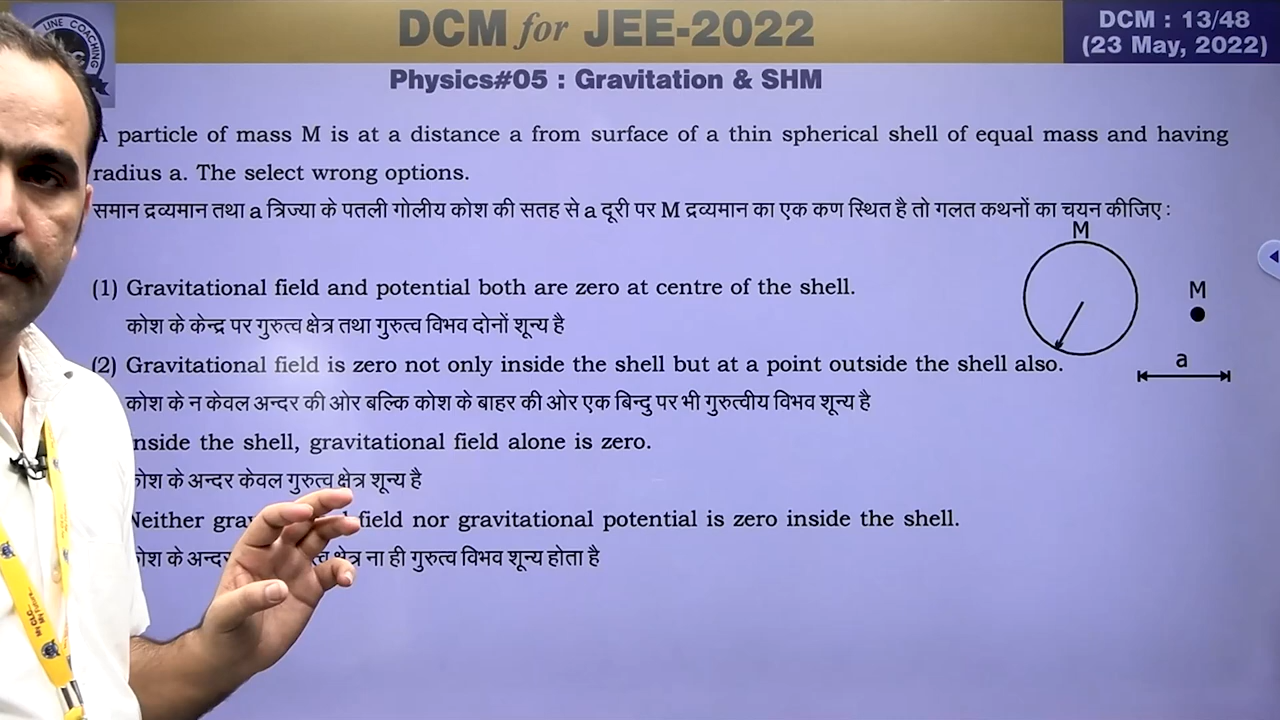 LINE COACHING
DCM for JEE-2022
DCM : 13/48
(23 May, 2022)
Physics#05 : Gravitation & SHM
particle of mass M is at a distance a from surface of a thin spherical shell of equal mass and having
radius a. The select wrong options.
समान द्रव्यमान तथा a त्रिज्या के पतली गोलीय कोश की सतह से a दूरी पर M द्रव्यमान का एक कण स्थित है तो गलत कथनों का चयन कीजिए :
M
(1) Gravitational field and potential both are zero at centre of the shell.
M
कोश के केन्द्र पर गुरुत्व क्षेत्र तथा गुरुत्व विभव दोनों शून्य है
(2) Gravitational field is zero not only inside the shell but at a point outside the shell also.
a
कोश के न केवल अन्दर की ओर बल्कि कोश के बाहर की ओर एक बिन्दु पर भी गुरुत्वीय विभव शून्य है
nside the shell, gravitational field alone is zero.
कोश के अन्दर केवल गुरुत्व क्षेत्र शून्य है
Neither field nor gravitational potential is zero inside the shell.
के अन्दर क्षेत्र ना ही गुरुत्व विभव शून्य होता है
My CLC..